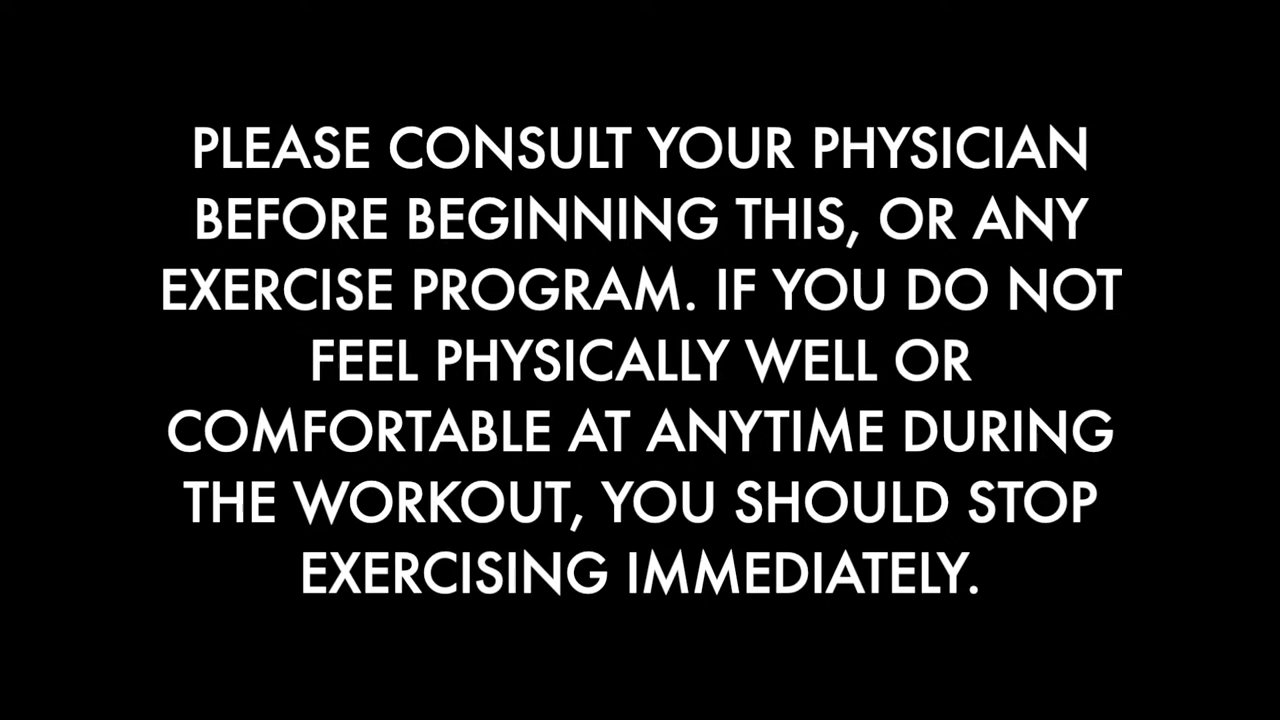 PLEASE CONSULT YOUR PHYSICIAN
BEFORE BEGINNING THIS, OR ANY
EXERCISE PROGRAM. IF YOU DO NOT
FEEL PHYSICALLY WELL OR
COMFORTABLE AT ANYTIME DURING
THE WORKOUT, YOU SHOULD STOP
EXERCISING IMMEDIATELY.